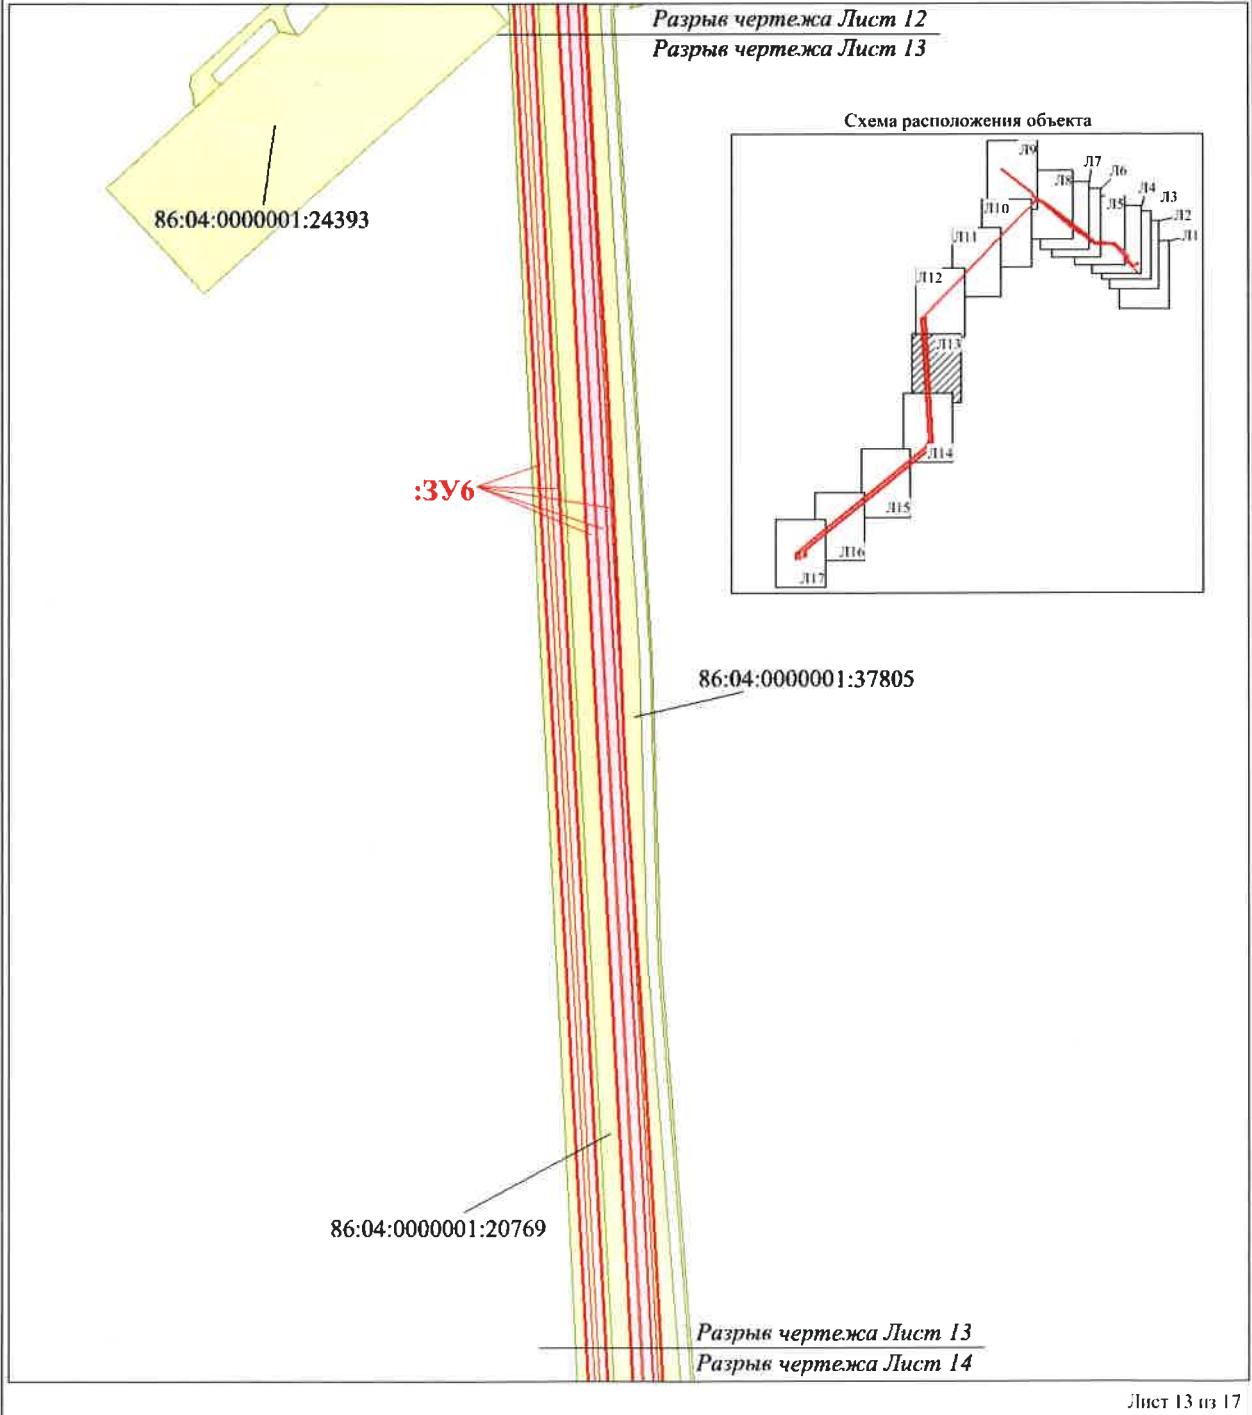 Разрыв чертежа Лист 12
Разрыв чертежа Лист 13
Схема расположения объекта
Л9
Л8
Л7
Л6
Л5
Л4
Л3
Л2
Л1
Л10
Л11
Л12
Л13
Л14
Л15
Л16
Л17
86:04:0000001:24393
:ЗУ6
86:04:0000001:37805
86:04:0000001:20769
Разрыв чертежа Лист 13
Разрыв чертежа Лист 14
Лист 13 из 17